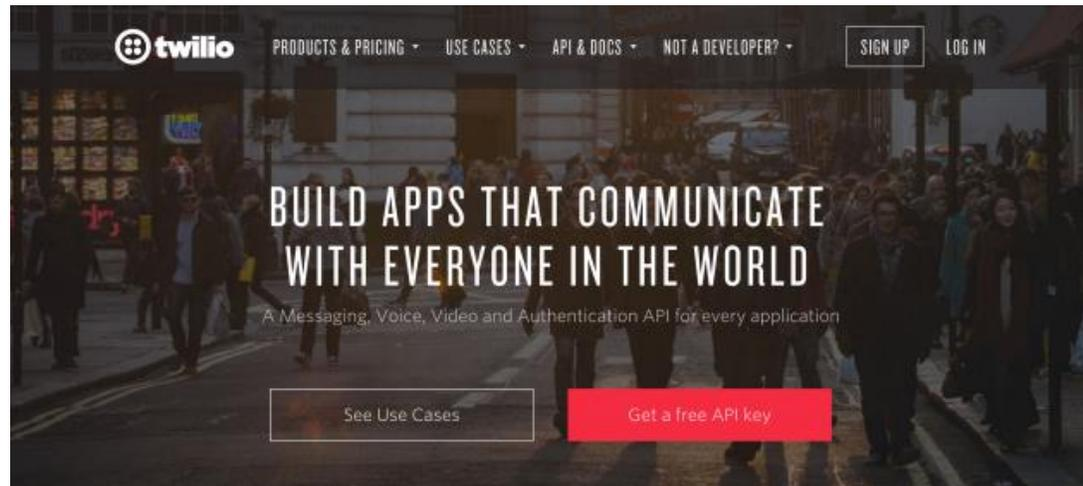 twilio
PRODUCTS & PRICING
USE CASES
API & DOCS
NOT A DEVELOPER?
SIGN UP
LOG IN
BUILD APPS THAT COMMUNICATE
WITH EVERYONE IN THE WORLD
A Messaging, Voice, Video and Authentication API for every application
See Use Cases
Get a free API key